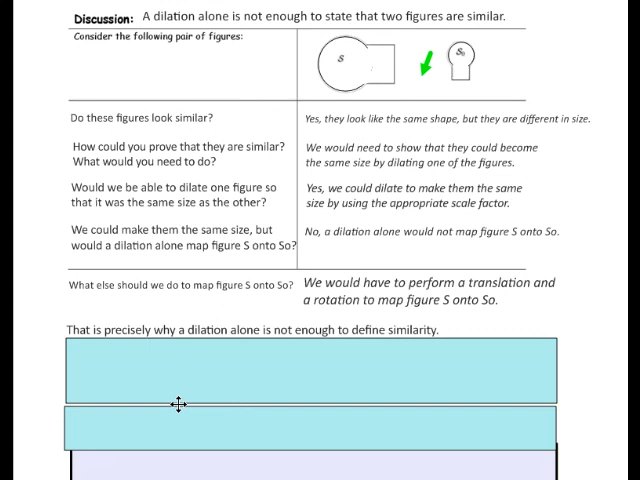 Discussion: A dilation alone is not enough to state that two figures are similar.
Consider the following pair of figures:
S
So
Do these figures look similar?
Yes, they look like the same shape, but they are different in size.
How could you prove that they are similar?
What would you need to do?
We would need to show that they could become
the same size by dilating one of the figures.
Would we be able to dilate one figure so
that it was the same size as the other?
Yes, we could dilate to make them the same
size by using the appropriate scale factor.
We could make them the same size, but
would a dilation alone map figure S onto So?
No, a dilation alone would not map figure S onto So.
What else should we do to map figure S onto So?
We would have to perform a translation and
a rotation to map figure S onto So.
That is precisely why a dilation alone is not enough to define similarity.